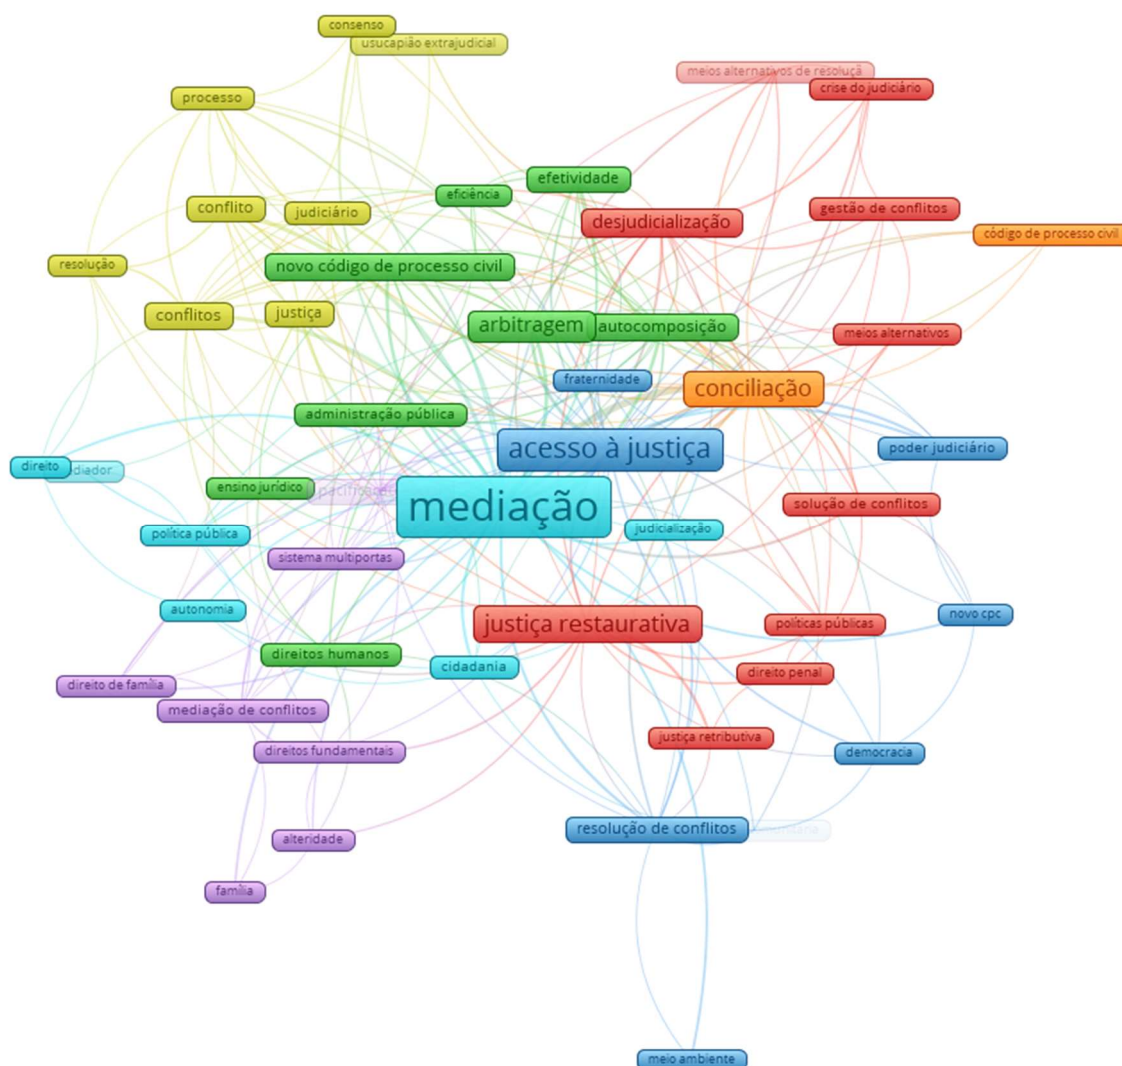 consenso
usucapião extrajudicial
meios alternativos de resoluçã
crise do judiciário
processo
efetividade
eficiência
conflito
judiciário
desjudicialização
gestão de conflitos
código de processo civil
resolução
novo código de processo civil
conflitos
justiça
arbitragem
autocomposição
meios alternativos
fraternidade
conciliação
administração pública
acesso à justiça
poder judiciário
direito
diador
ensino jurídico
mediação
solução de conflitos
política pública
judicialização
sistema multiportas
autonomia
justiça restaurativa
políticas públicas
novo cpc
direitos humanos
cidadania
direito penal
direito de família
mediação de conflitos
justiça retributiva
direitos fundamentais
democracia
resolução de conflitos
alteridade
família
meio ambiente